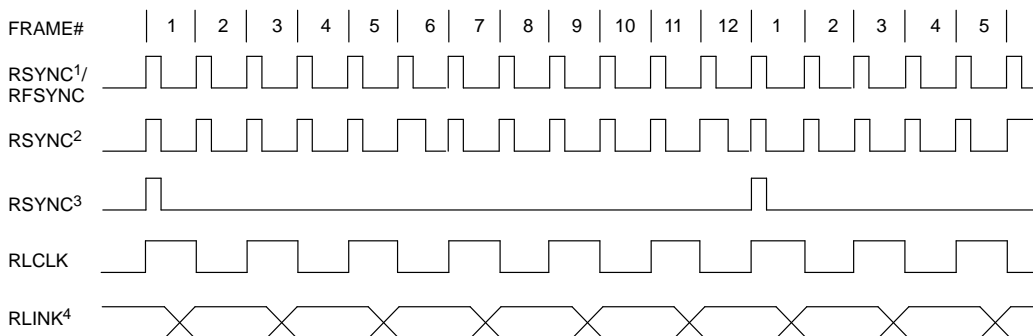 FRAME# 1 2 3 4 5 6 7 8 9 10 11 12 1 2 3 4 5
RSYNC¹/
RFSYNC
RSYNC²
RSYNC³
RLCLK
RLINK⁴